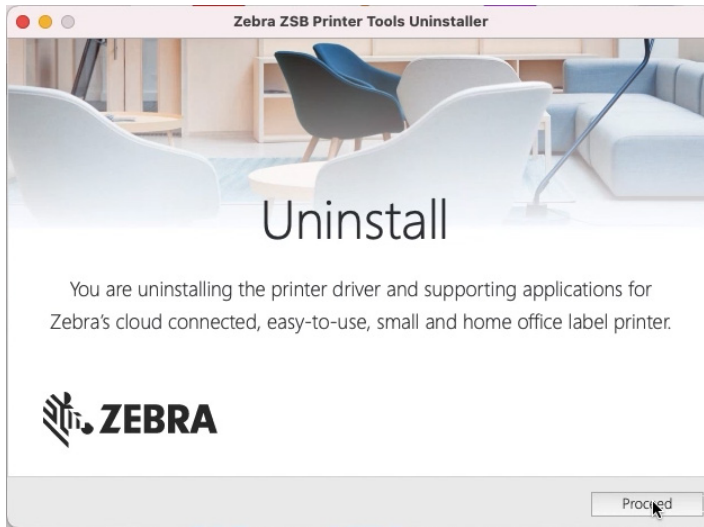 Zebra ZSB Printer Tools Uninstaller
Uninstall
You are uninstalling the printer driver and supporting applications for
Zebra's cloud connected, easy-to-use, small and home office label printer.
ZEBRA
Proceed